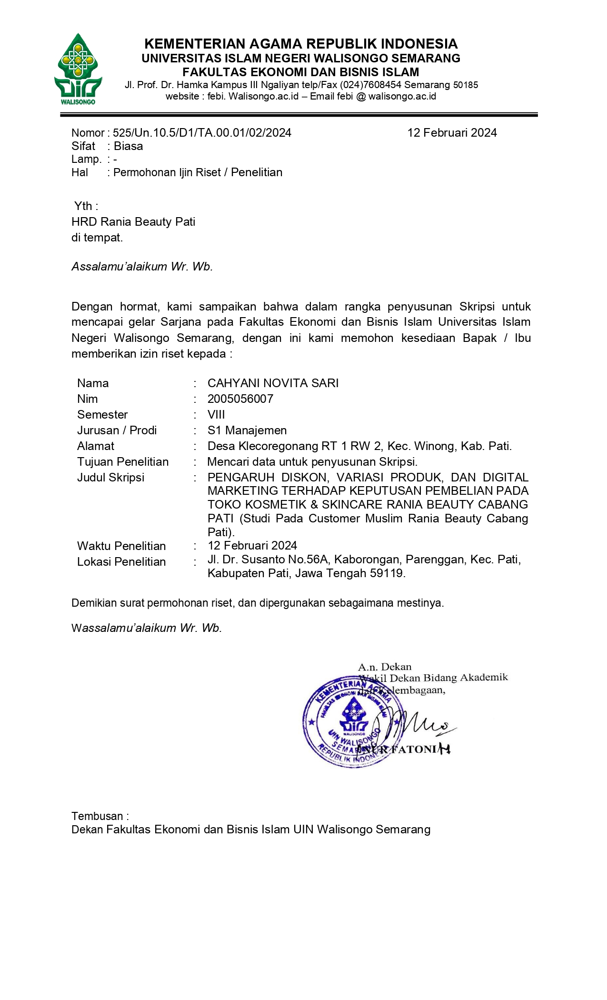 WALISONGO
KEMENTERIAN AGAMA REPUBLIK INDONESIA
UNIVERSITAS ISLAM NEGERI WALISONGO SEMARANG
FAKULTAS EKONOMI DAN BISNIS ISLAM
Jl. Prof. Dr. Hamka Kampus III Ngaliyan telp/Fax (024)7608454 Semarang 50185
website : febi. Walisongo.ac.id – Email febi @ walisongo.ac.id
Nomor : 525/Un.10.5/D1/TA.00.01/02/2024 12 Februari 2024
Sifat : Biasa
Lamp. : -
Hal : Permohonan Ijin Riset / Penelitian
Yth :
HRD Rania Beauty Pati
di tempat.
Assalamu’alaikum Wr. Wb.
Dengan hormat, kami sampaikan bahwa dalam rangka penyusunan Skripsi untuk
mencapai gelar Sarjana pada Fakultas Ekonomi dan Bisnis Islam Universitas Islam
Negeri Walisongo Semarang, dengan ini kami memohon kesediaan Bapak / Ibu
memberikan izin riset kepada :
Nama : CAHYANI NOVITA SARI
Nim : 2005056007
Semester : VIII
Jurusan / Prodi : S1 Manajemen
Alamat : Desa Klecoregonang RT 1 RW 2, Kec. Winong, Kab. Pati.
Tujuan Penelitian : Mencari data untuk penyusunan Skripsi.
Judul Skripsi : PENGARUH DISKON, VARIASI PRODUK, DAN DIGITAL
MARKETING TERHADAP KEPUTUSAN PEMBELIAN PADA
TOKO KOSMETIK & SKINCARE RANIA BEAUTY CABANG
PATI (Studi Pada Customer Muslim Rania Beauty Cabang
Pati).
Waktu Penelitian : 12 Februari 2024
Lokasi Penelitian : Jl. Dr. Susanto No.56A, Kaborongan, Parenggan, Kec. Pati,
Kabupaten Pati, Jawa Tengah 59119.
Demikian surat permohonan riset, dan dipergunakan sebagaimana mestinya.
Wassalamu’alaikum Wr. Wb.
A.n. Dekan
Wakil Dekan Bidang Akademik
dan Kelembagaan,
KEMENTERIAN AGAMA
FAKULTAS EKONOMI DAN BISNIS ISLAM
WALISONGO
UIN WALISONGO
SEMARANG
REPUBLIK INDONESIA
NUR FATONI
Tembusan :
Dekan Fakultas Ekonomi dan Bisnis Islam UIN Walisongo Semarang